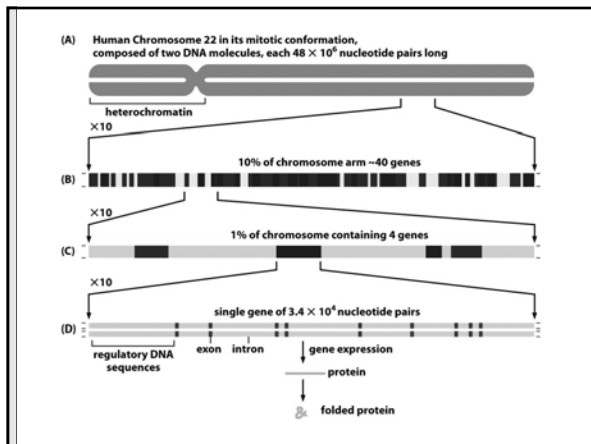 (A) Human Chromosome 22 in its mitotic conformation,
composed of two DNA molecules, each 48 × 10⁶ nucleotide pairs long
heterochromatin
×10
10% of chromosome arm ~40 genes
(B)
×10
1% of chromosome containing 4 genes
(C)
×10
single gene of 3.4 × 10⁴ nucleotide pairs
(D)
regulatory DNA
sequences
exon
intron
gene expression
protein
folded protein